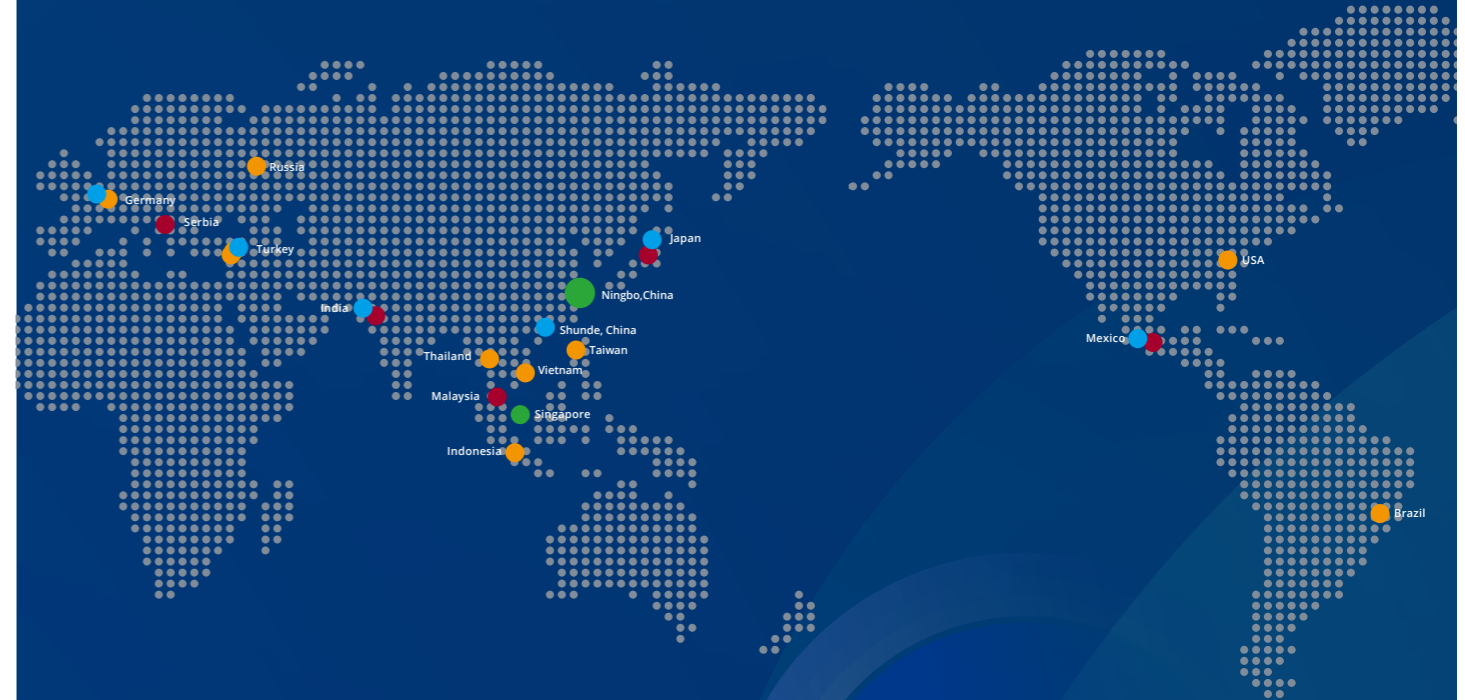 Russia
Germany
Serbia
Turkey
Japan
USA
Ningbo,China
India
Shunde, China
Mexico
Taiwan
Thailand
Vietnam
Malaysia
Singapore
Indonesia
Brazil